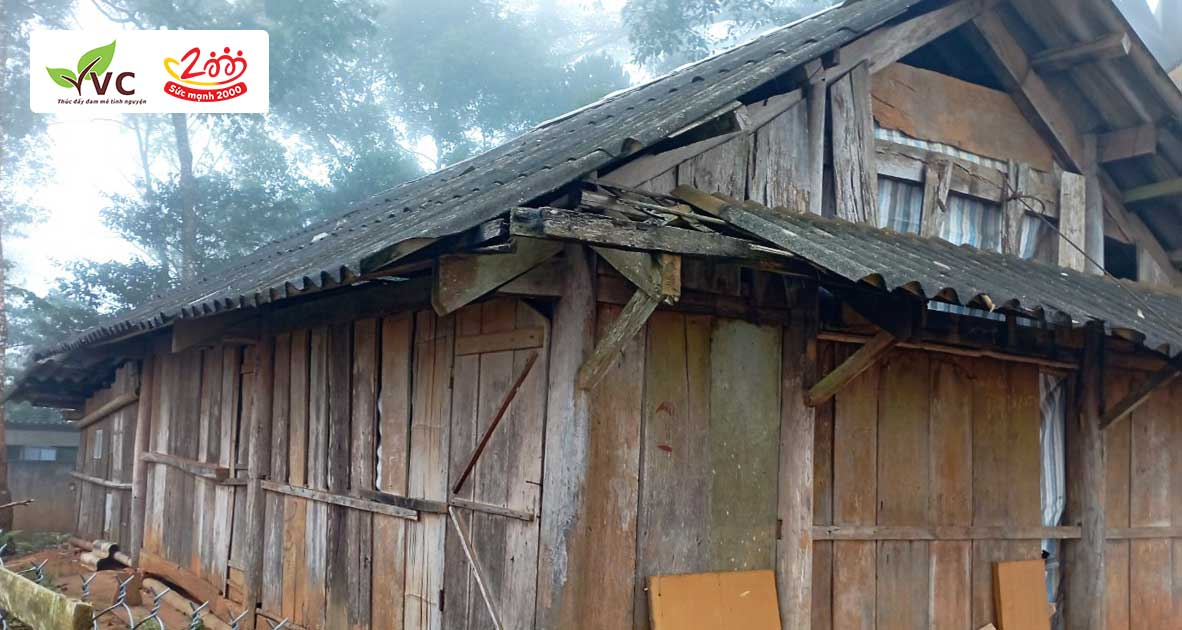 VC
Thúc đẩy đam mê tình nguyện
2000
Sức mạnh 2000